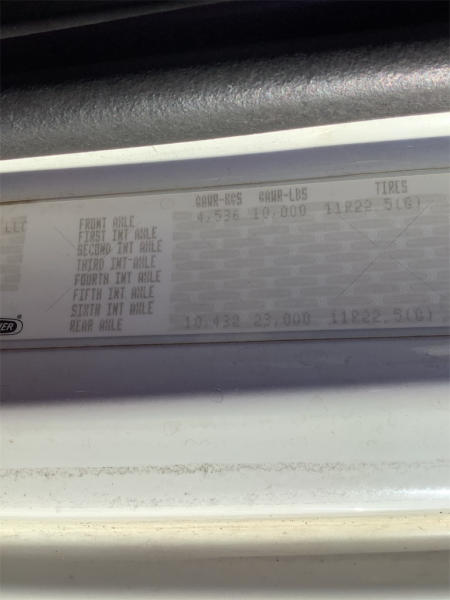 GAWR-KGS GAWR-LBS TIRES
LLC FRONT AXLE 4,536 10,000 11R22.5(G)
FIRST INT AXLE
SECOND INT AXLE
THIRD INT AXLE
FOURTH INT AXLE
FIFTH INT AXLE
SIXTH INT AXLE
REAR AXLE 10,432 23,000 11R22.5(G)